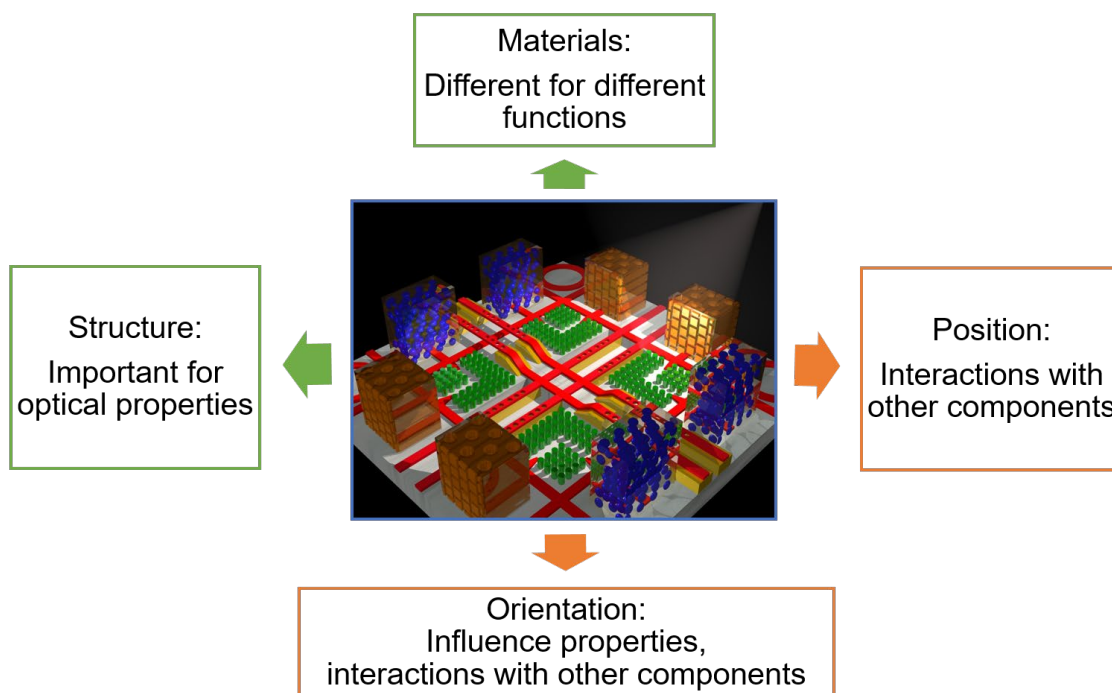 Materials:
Different for different
functions
Structure:
Important for
optical properties
Position:
Interactions with
other components
Orientation:
Influence properties,
interactions with other components